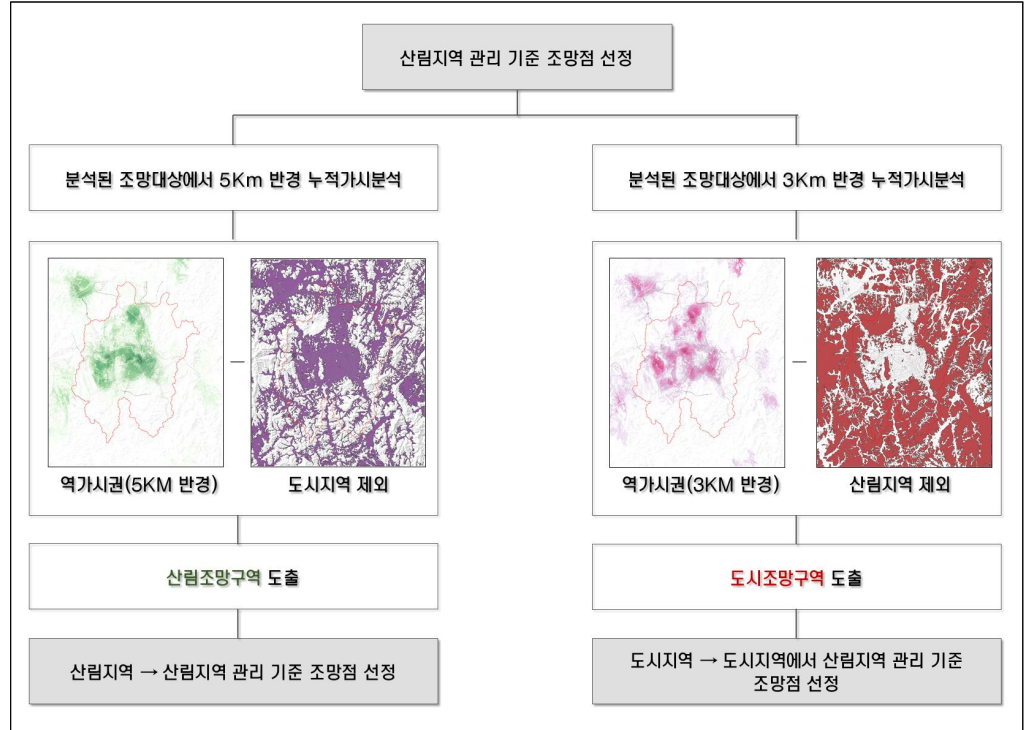 산림지역 관리 기준 조망점 선정
분석된 조망대상에서 5Km 반경 누적가시분석
분석된 조망대상에서 3Km 반경 누적가시분석
역가시권(5KM 반경)
도시지역 제외
역가시권(3KM 반경)
산림지역 제외
산림조망구역 도출
도시조망구역 도출
산림지역 → 산림지역 관리 기준 조망점 선정
도시지역 → 도시지역에서 산림지역 관리 기준
조망점 선정